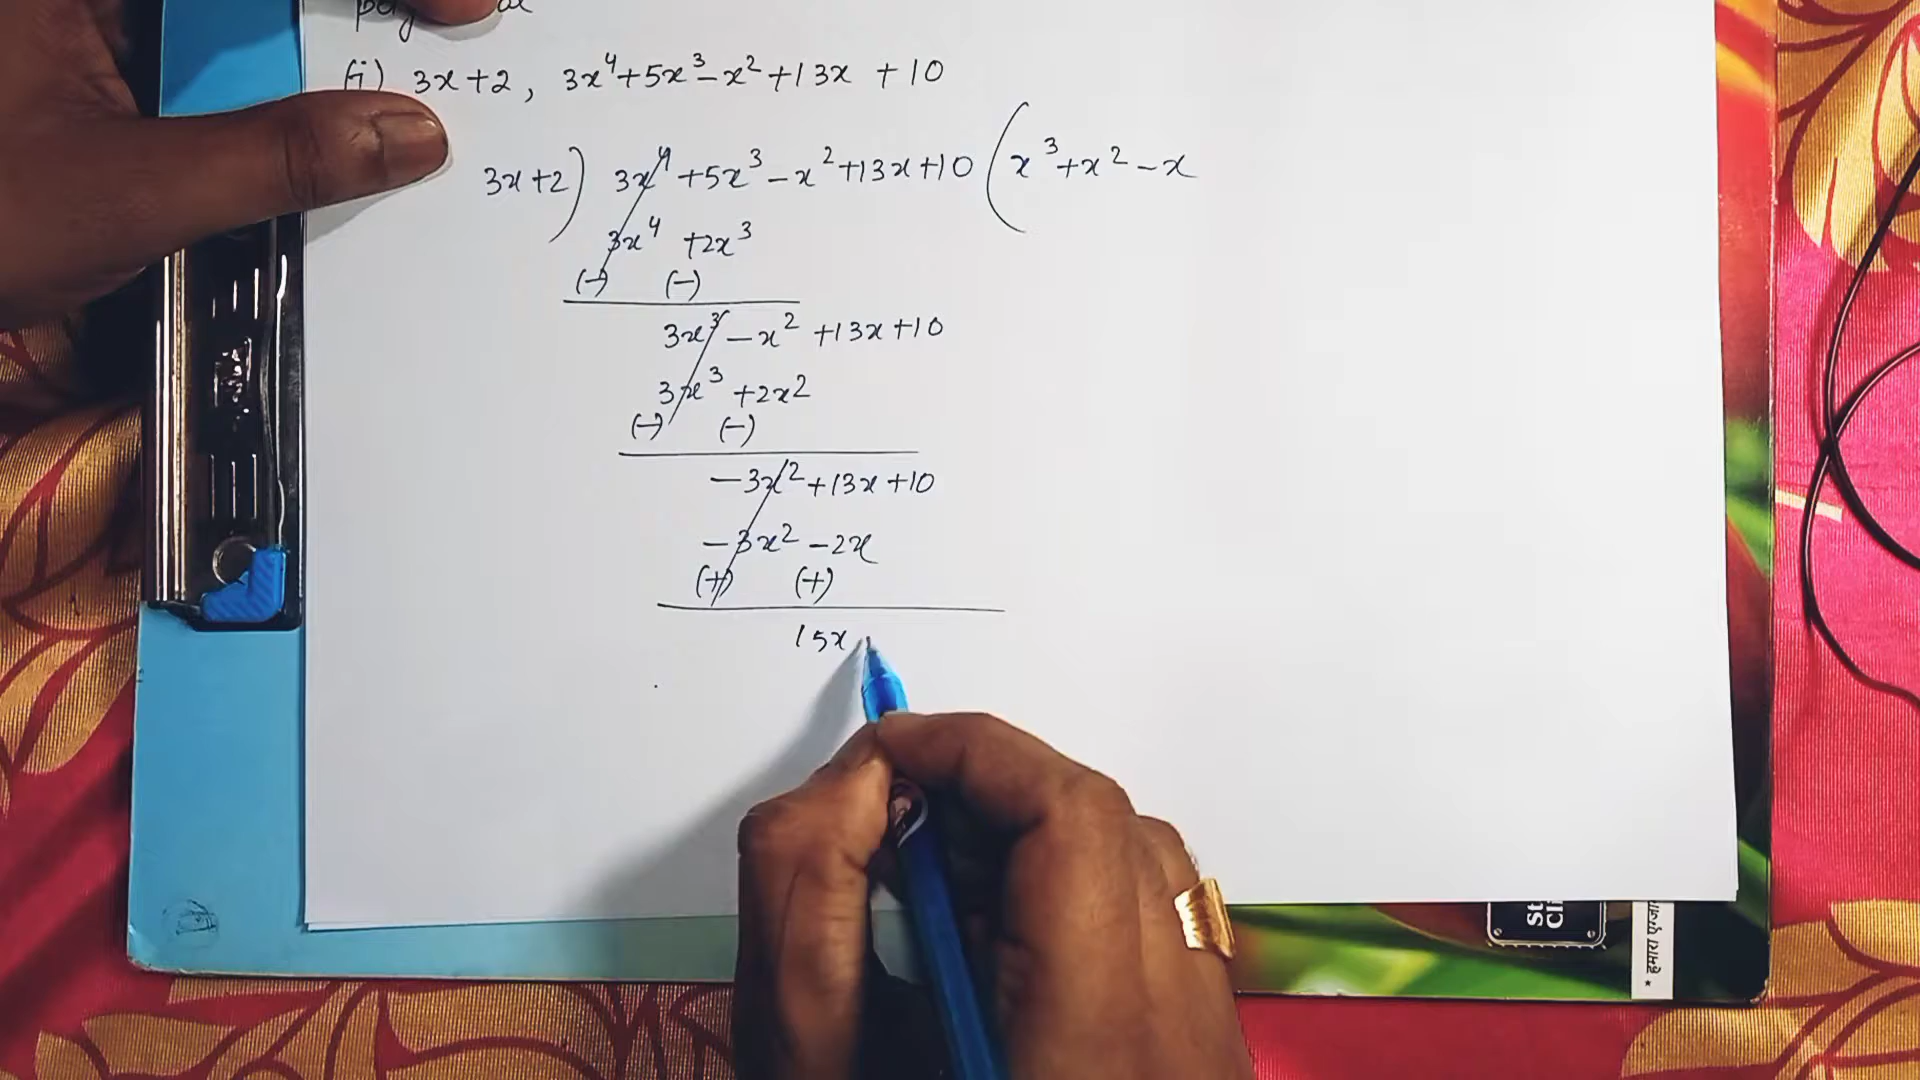 (i) 3x+2, 3x⁴+5x³-x²+13x +10
3x+2) 3x⁴+5x³-x²+13x+10 (x³+x²-x
3x⁴ +2x³
(-) (-)
3x³-x²+13x+10
3x³+2x²
(-) (-)
-3x²+13x+10
-3x²-2x
(+) (+)
15x